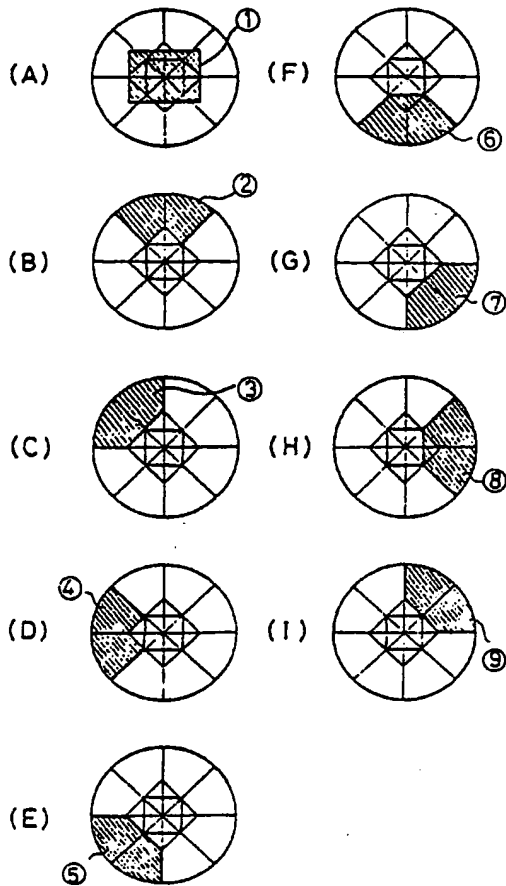 (A) ① (F) ⑥
(B) ② (G) ⑦
(C) ③ (H) ⑧
(D) ④ (I) ⑨
(E) ⑤